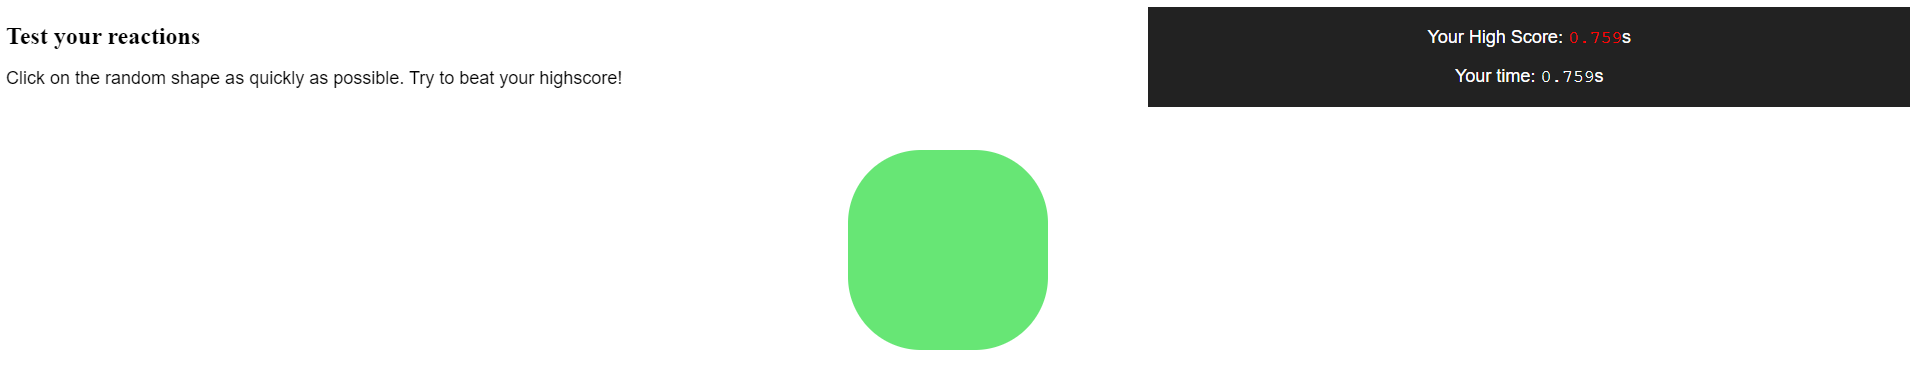 Test your reactions
Click on the random shape as quickly as possible. Try to beat your highscore!
Your High Score: 0.759s
Your time: 0.759s